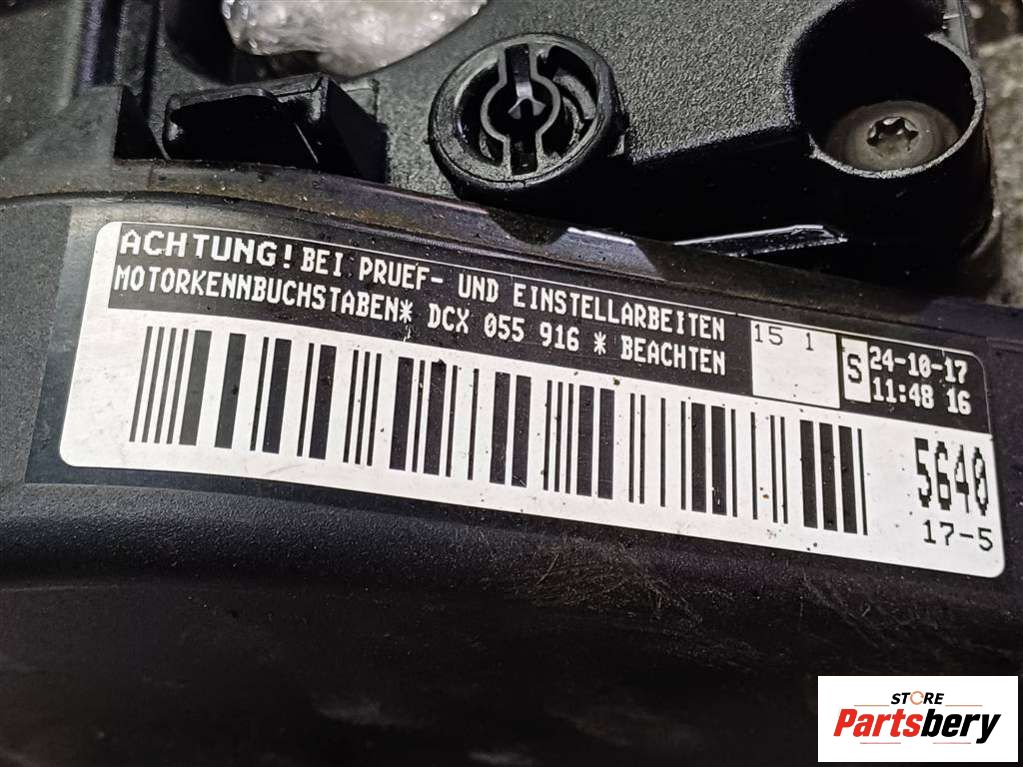 ACHTUNG! BEI PRUEF- UND EINSTELLARBEITEN
MOTORKENNBUCHSTABEN* DCX 055 916 * BEACHTEN
15 1
S
24-10-17
11:48 16
5640
17-5
STORE
Partsbery